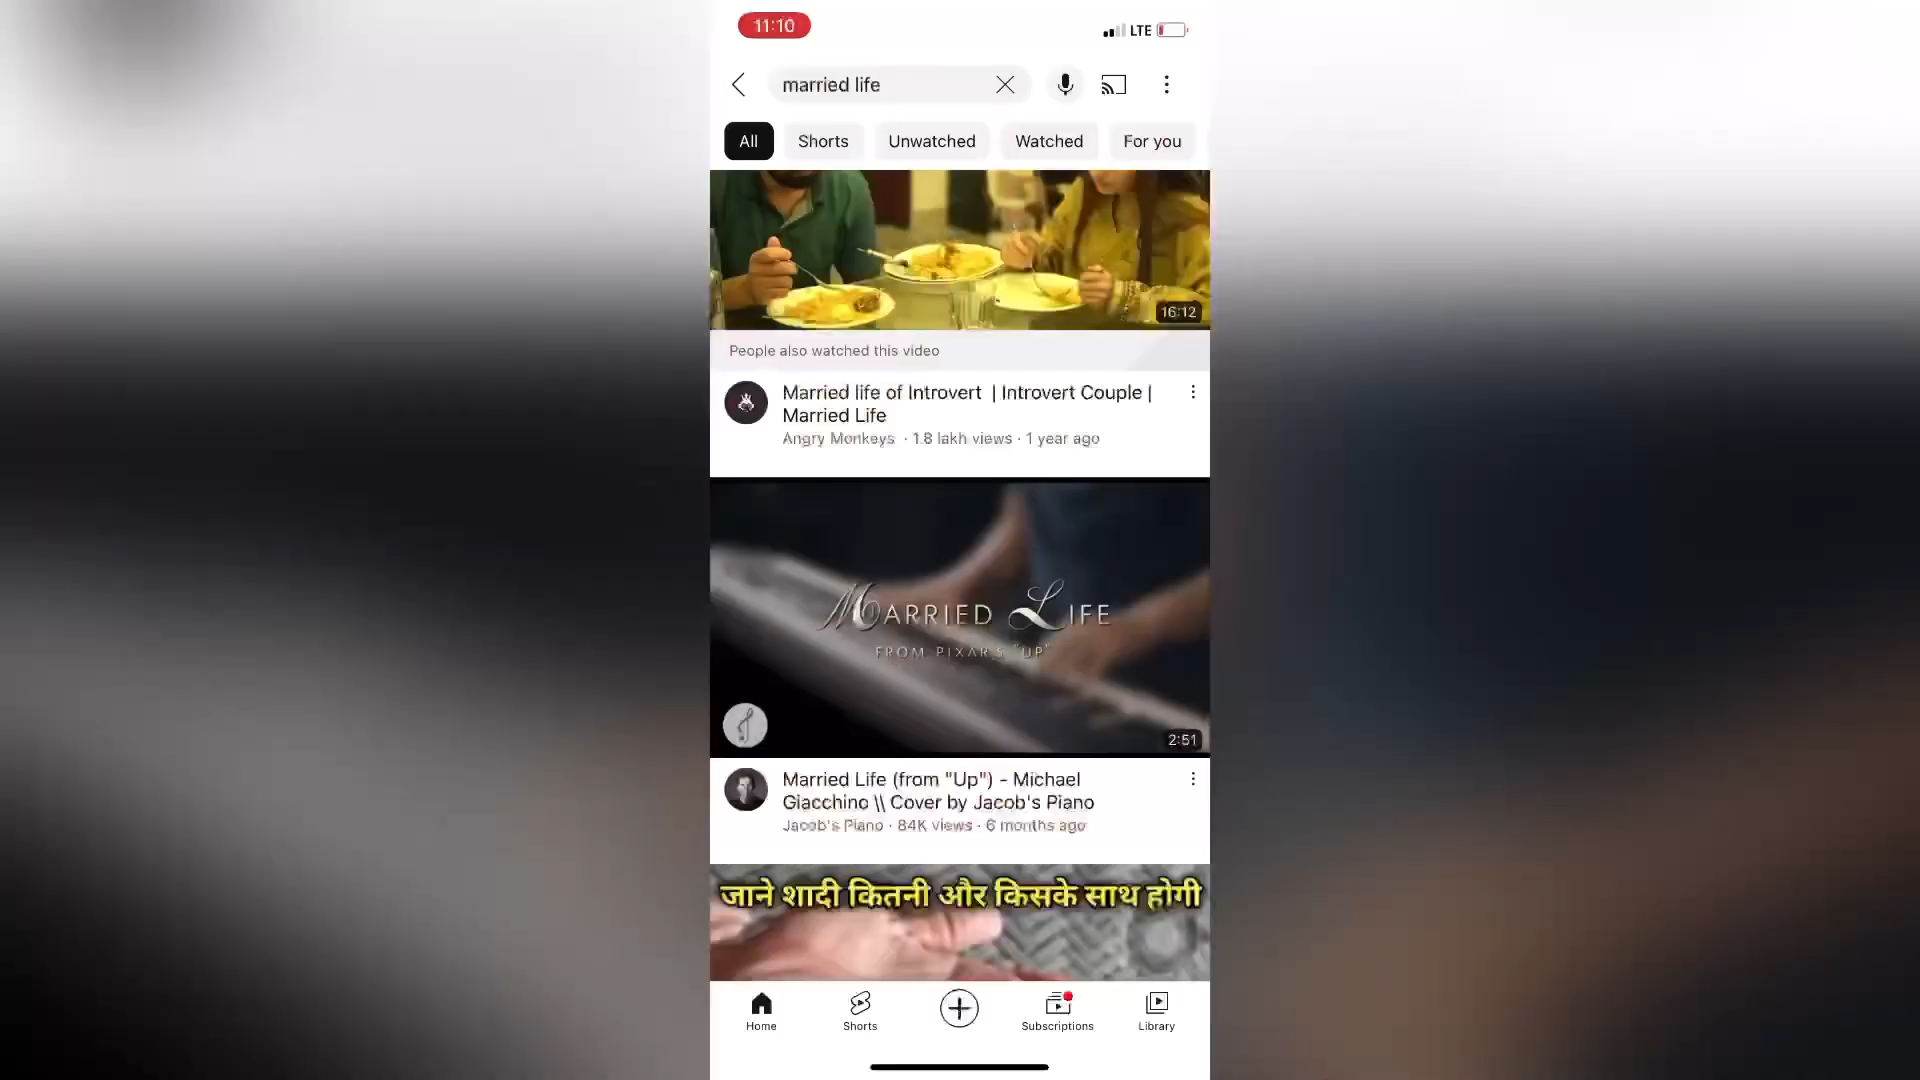 11:10
LTE
married life
All
Shorts
Unwatched
Watched
For you
16:12
People also watched this video
Married life of Introvert | Introvert Couple |
Married Life
Angry Monkeys · 1.8 lakh views · 1 year ago
MARRIED LIFE
FROM PIXAR'S "UP"
2:51
Married Life (from "Up") - Michael
Giacchino \\ Cover by Jacob's Piano
Jacob's Piano · 84K views · 6 months ago
जाने शादी कितनी और किसके साथ होगी
Home
Shorts
Subscriptions
Library